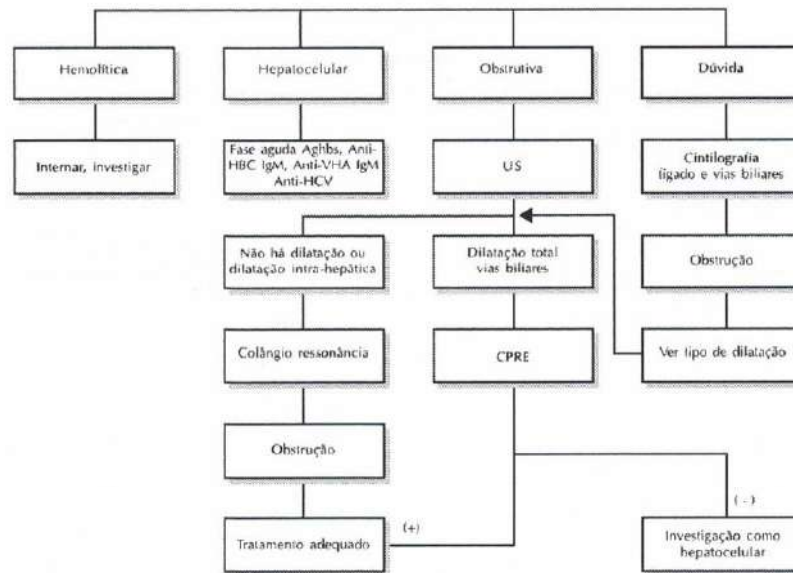 Hemolítica
Hepatocelular
Obstrutiva
Dúvida
Internar, investigar
Fase aguda Aghbs, Anti-
HBC IgM, Anti-VHA IgM
Anti-HCV
US
Cintilografia
fígado e vias biliares
Não há dilatação ou
dilatação intra-hepática
Dilatação total
vias biliares
Obstrução
Colângio ressonância
CPRE
Ver tipo de dilatação
Obstrução
Tratamento adequado
(+)
(-)
Investigação como
hepatocelular